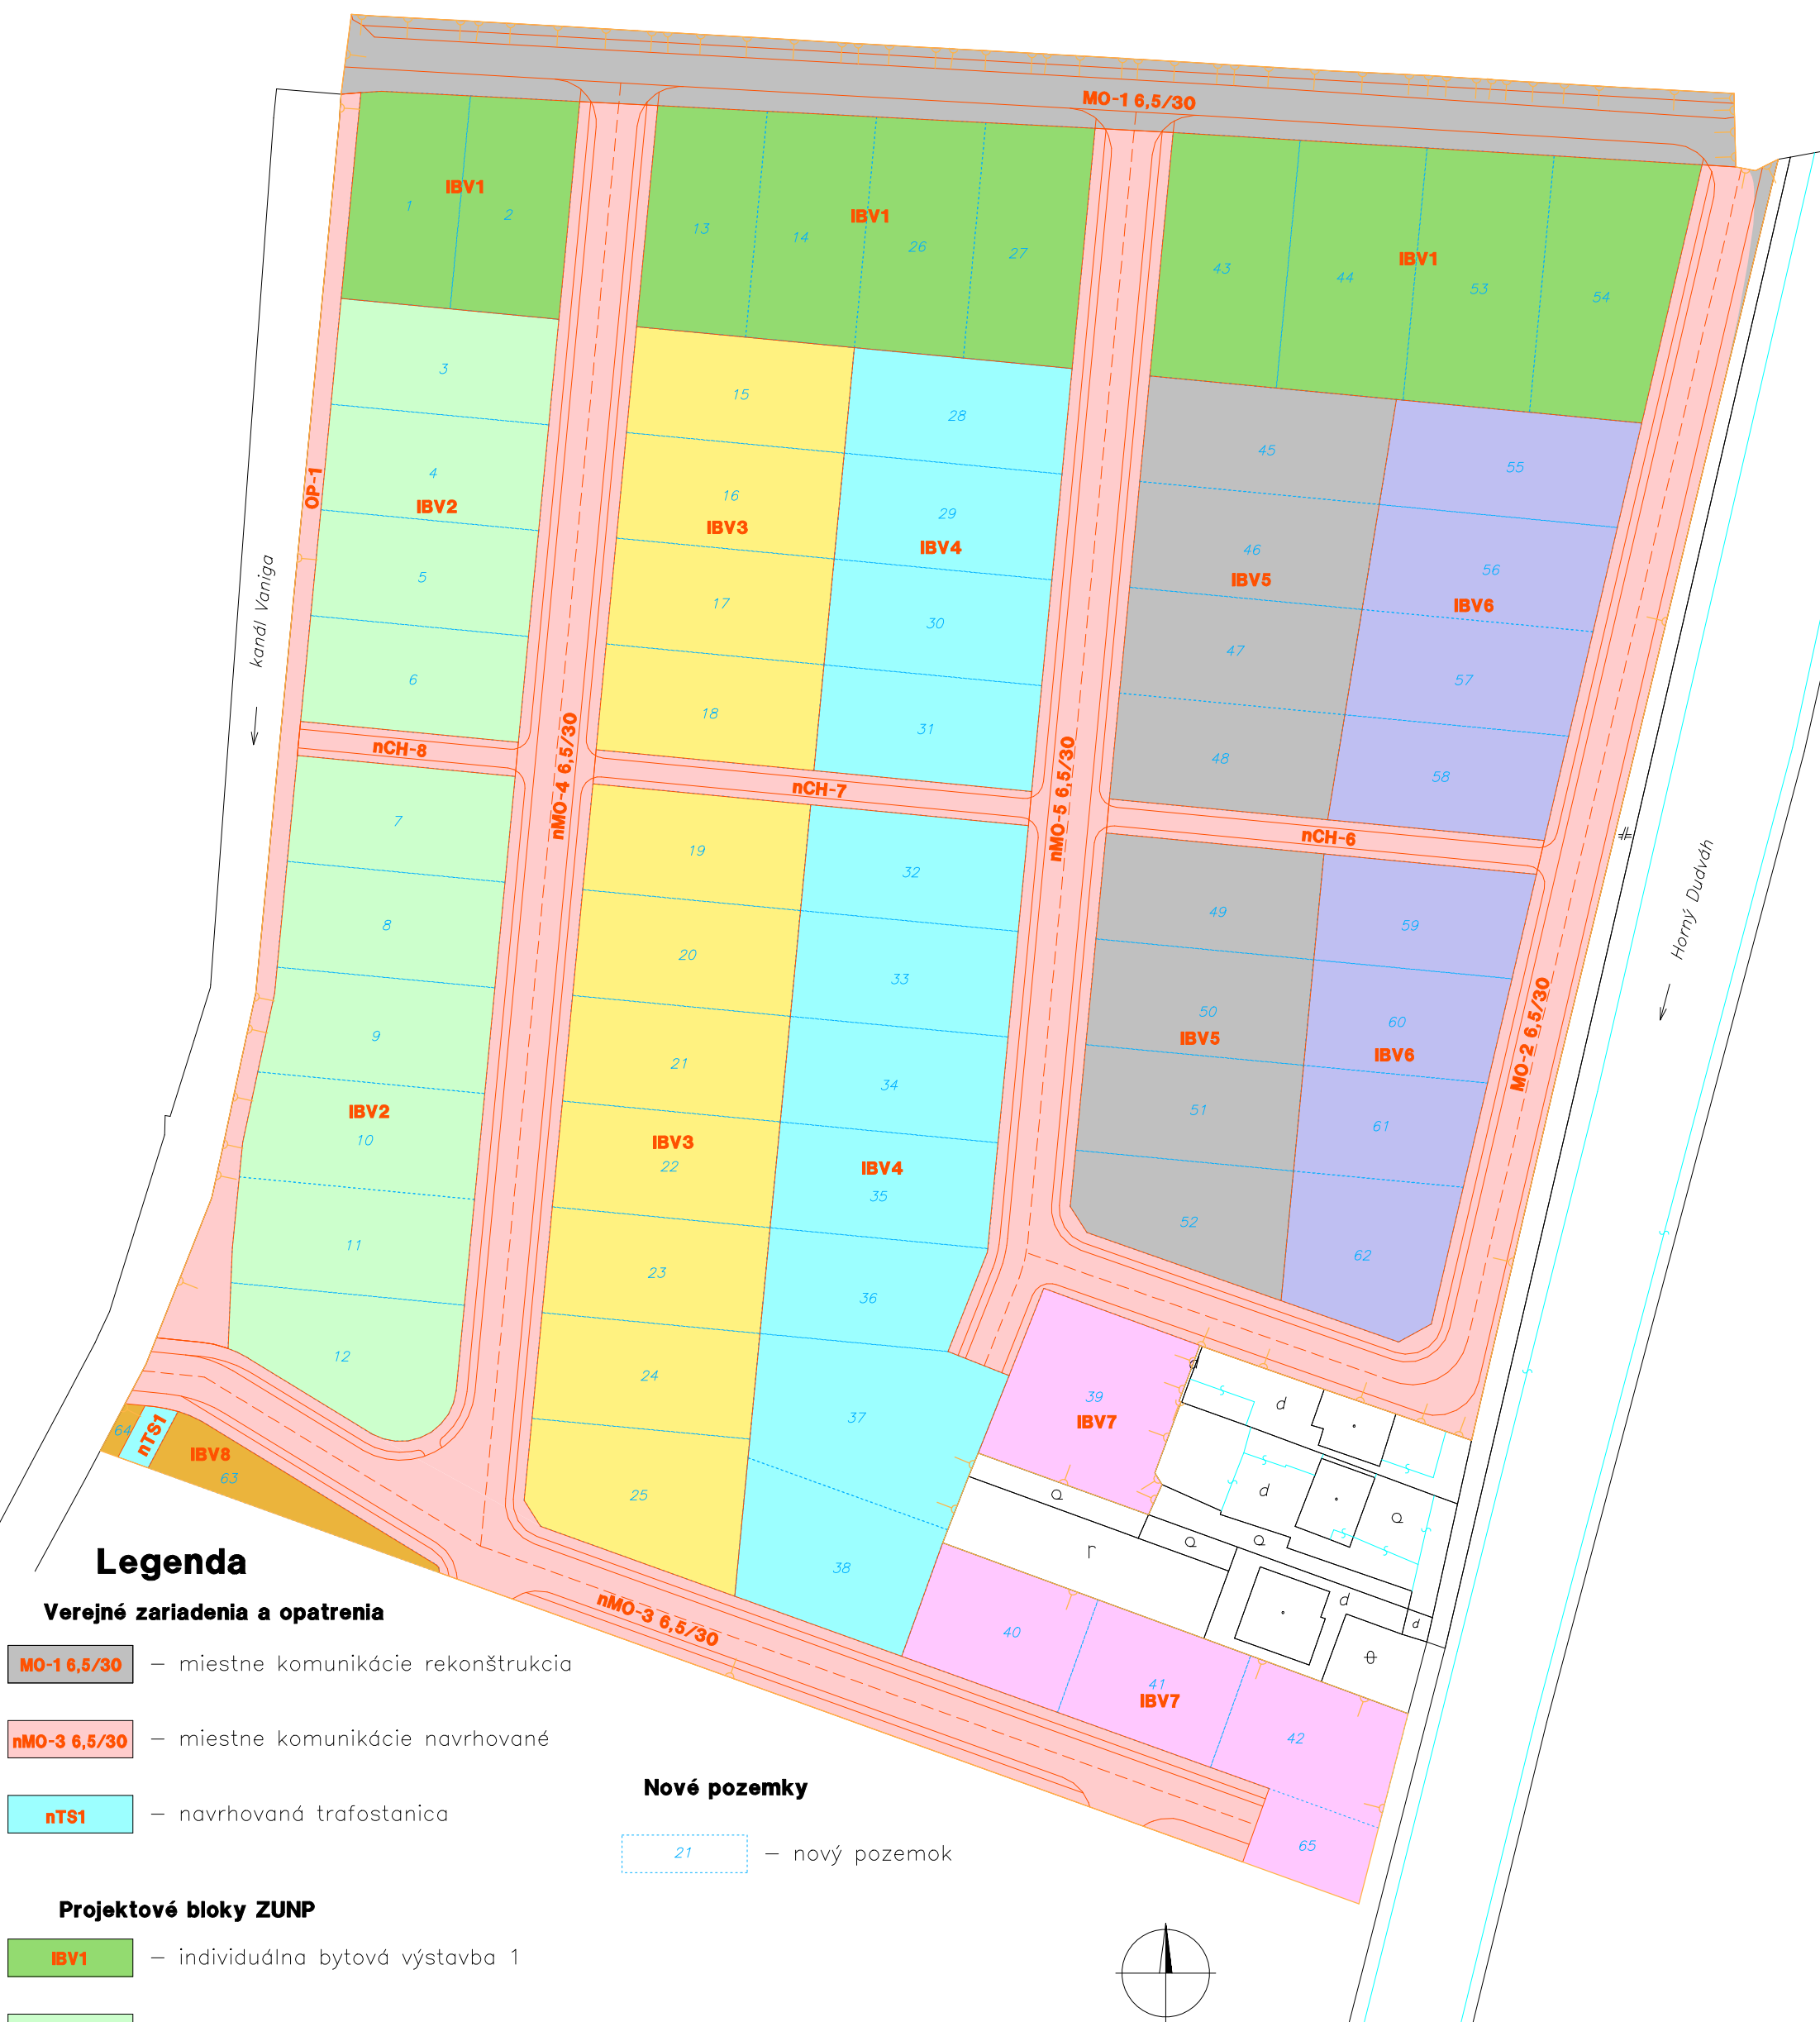 MO-1 6,5/30
IBV1
1
2
IBV1
13
14
26
27
IBV1
43
44
53
54
3
4
IBV2
5
6
OP-1
kanál Vaniga
15
16
IBV3
17
18
28
29
IBV4
30
31
45
46
IBV5
47
48
55
56
IBV6
57
58
nCH-8
nMO-4 6,5/30
nCH-7
nMO-5 6,5/30
nCH-6
Horný Dudváh
MO-2 6,5/30
7
8
9
IBV2
10
11
12
19
20
21
IBV3
22
23
24
25
32
33
34
IBV4
35
36
37
38
49
50
IBV5
51
52
59
60
IBV6
61
62
39
IBV7
d
d
d
d
d
64
nTS1
IBV8
63
nMO-3 6,5/30
40
41
IBV7
42
65
Legenda
Verejné zariadenia a opatrenia
MO-1 6,5/30 – miestne komunikácie rekonštrukcia
nMO-3 6,5/30 – miestne komunikácie navrhované
nTS1 – navrhovaná trafostanica
Nové pozemky
21 – nový pozemok
Projektové bloky ZUNP
IBV1 – individuálna bytová výstavba 1